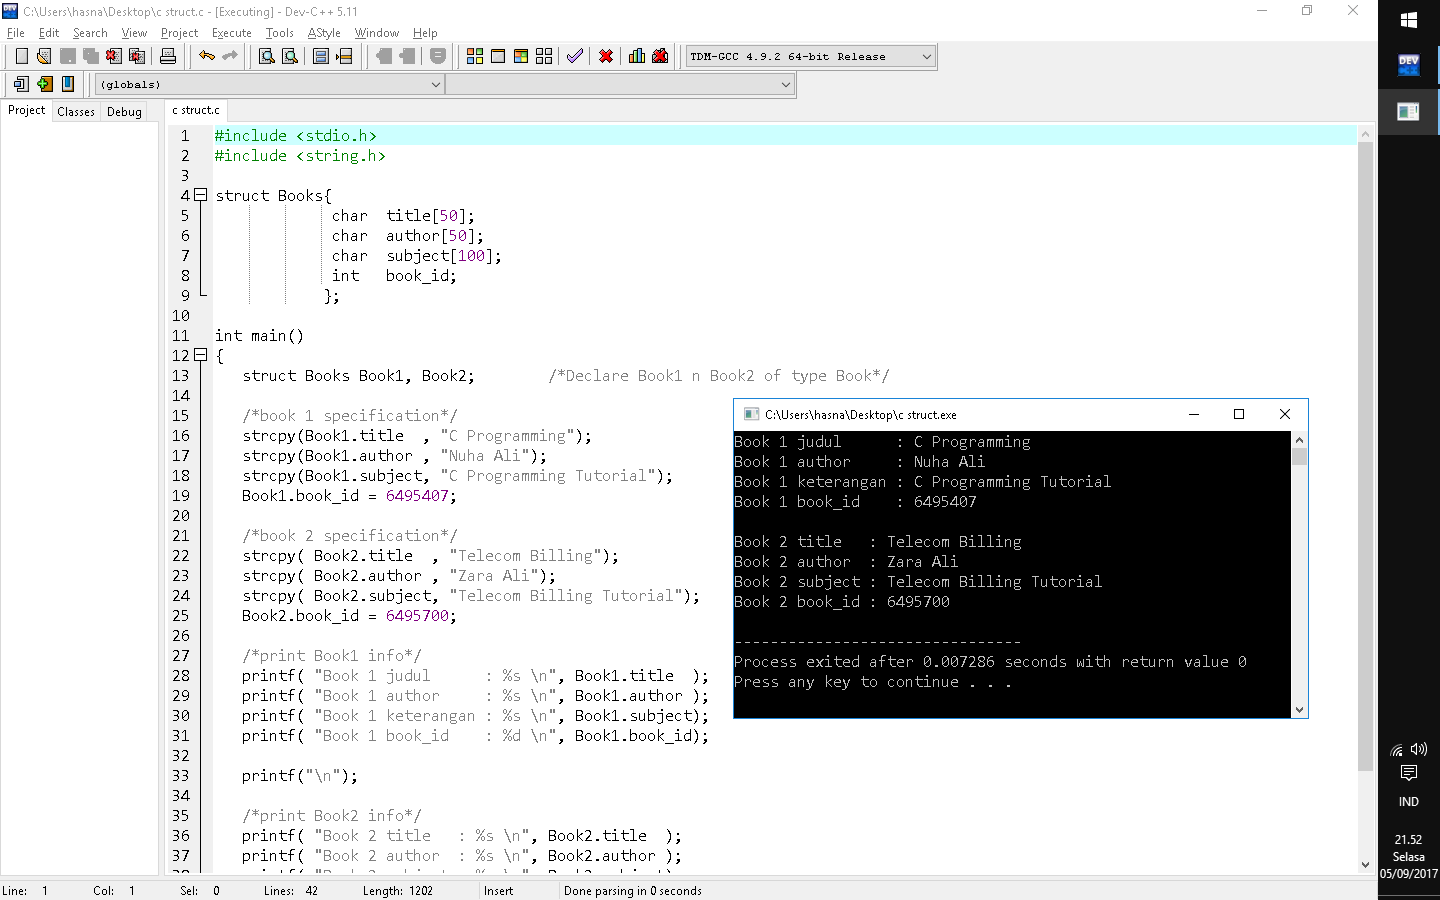 C:\Users\hasna\Desktop\c struct.c - [Executing] - Dev-C++ 5.11
File Edit Search View Project Execute Tools AStyle Window Help
TDM-GCC 4.9.2 64-bit Release
(globals)
Project Classes Debug
c struct.c
1 #include <stdio.h>
2 #include <string.h>
3
4 struct Books{
5 char title[50];
6 char author[50];
7 char subject[100];
8 int book_id;
9 };
10
11 int main()
12 {
13 struct Books Book1, Book2; /*Declare Book1 n Book2 of type Book*/
14
15 /*book 1 specification*/
16 strcpy(Book1.title , "C Programming");
17 strcpy(Book1.author , "Nuha Ali");
18 strcpy(Book1.subject, "C Programming Tutorial");
19 Book1.book_id = 6495407;
20
21 /*book 2 specification*/
22 strcpy( Book2.title , "Telecom Billing");
23 strcpy( Book2.author , "Zara Ali");
24 strcpy( Book2.subject, "Telecom Billing Tutorial");
25 Book2.book_id = 6495700;
26
27 /*print Book1 info*/
28 printf( "Book 1 judul : %s \n", Book1.title );
29 printf( "Book 1 author : %s \n", Book1.author );
30 printf( "Book 1 keterangan : %s \n", Book1.subject);
31 printf( "Book 1 book_id : %d \n", Book1.book_id);
32
33 printf("\n");
34
35 /*print Book2 info*/
36 printf( "Book 2 title : %s \n", Book2.title );
37 printf( "Book 2 author : %s \n", Book2.author );
C:\Users\hasna\Desktop\c struct.exe
Book 1 judul : C Programming
Book 1 author : Nuha Ali
Book 1 keterangan : C Programming Tutorial
Book 1 book_id : 6495407
Book 2 title : Telecom Billing
Book 2 author : Zara Ali
Book 2 subject : Telecom Billing Tutorial
Book 2 book_id : 6495700
--------------------------------
Process exited after 0.007286 seconds with return value 0
Press any key to continue . . .
Line: 1 Col: 1 Sel: 0 Lines: 42 Length: 1202 Insert Done parsing in 0 seconds
DEV
IND
21.52
Selasa
05/09/2017